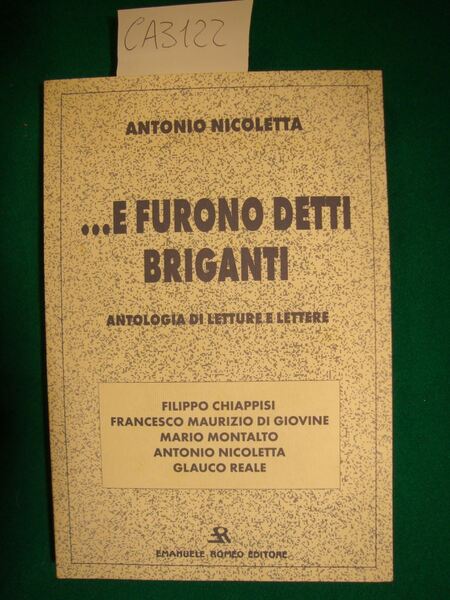 CA3122
ANTONIO NICOLETTA
...E FURONO DETTI
BRIGANTI
ANTOLOGIA DI LETTURE E LETTERE
FILIPPO CHIAPPISI
FRANCESCO MAURIZIO DI GIOVINE
MARIO MONTALTO
ANTONIO NICOLETTA
GLAUCO REALE
EMANUELE ROMEO EDITORE